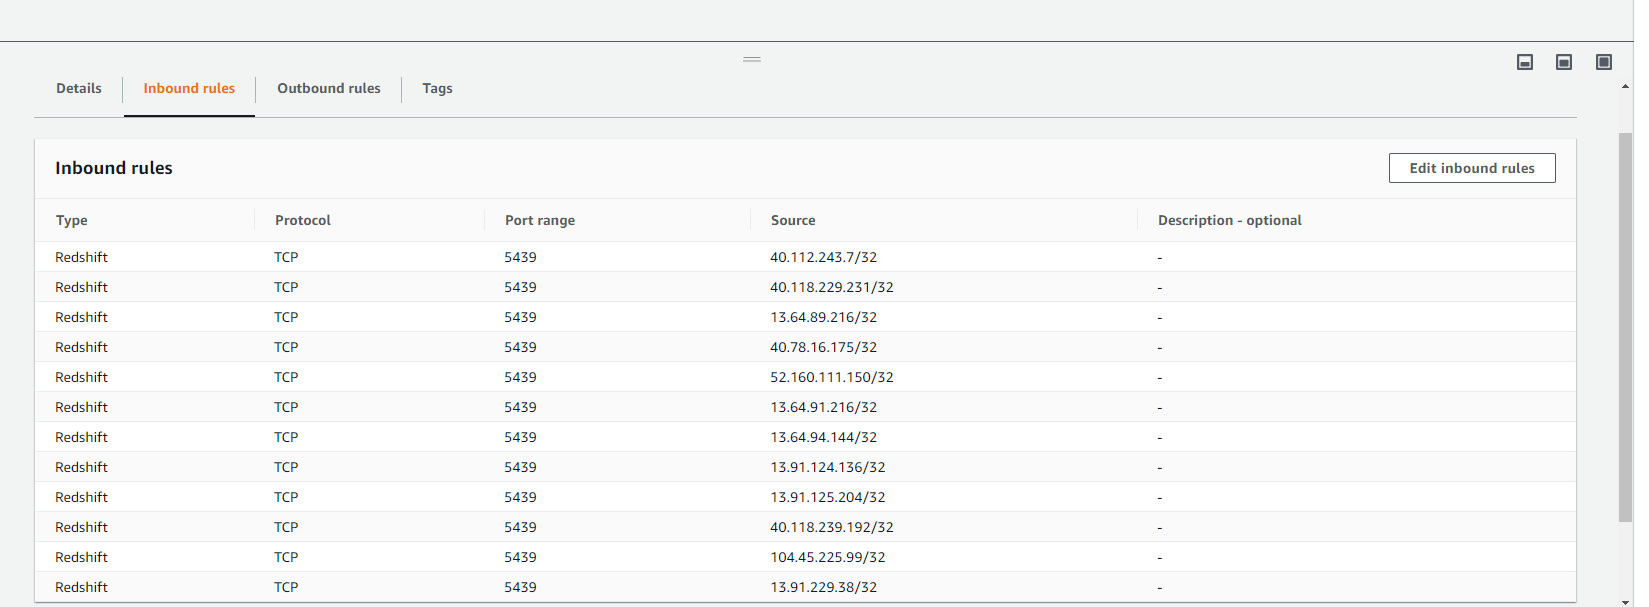 Details Inbound rules Outbound rules Tags
Inbound rules Edit inbound rules
Type Protocol Port range Source Description - optional
Redshift TCP 5439 40.112.243.7/32 -
Redshift TCP 5439 40.118.229.231/32 -
Redshift TCP 5439 13.64.89.216/32 -
Redshift TCP 5439 40.78.16.175/32 -
Redshift TCP 5439 52.160.111.150/32 -
Redshift TCP 5439 13.64.91.216/32 -
Redshift TCP 5439 13.64.94.144/32 -
Redshift TCP 5439 13.91.124.136/32 -
Redshift TCP 5439 13.91.125.204/32 -
Redshift TCP 5439 40.118.239.192/32 -
Redshift TCP 5439 104.45.225.99/32 -
Redshift TCP 5439 13.91.229.38/32 -